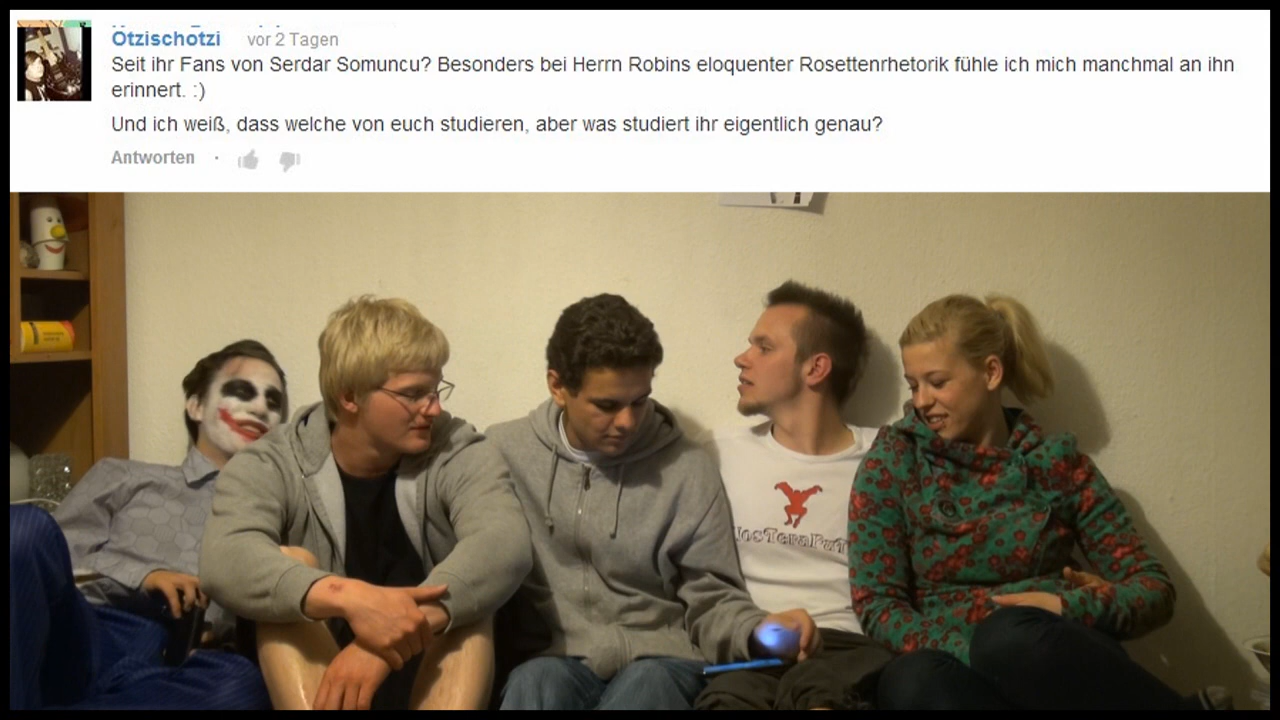 Ötzischotzi vor 2 Tagen
Seit ihr Fans von Serdar Somuncu? Besonders bei Herrn Robins eloquenter Rosettenrhetorik fühle ich mich manchmal an ihn
erinnert. :)
Und ich weiß, dass welche von euch studieren, aber was studiert ihr eigentlich genau?
Antworten ·